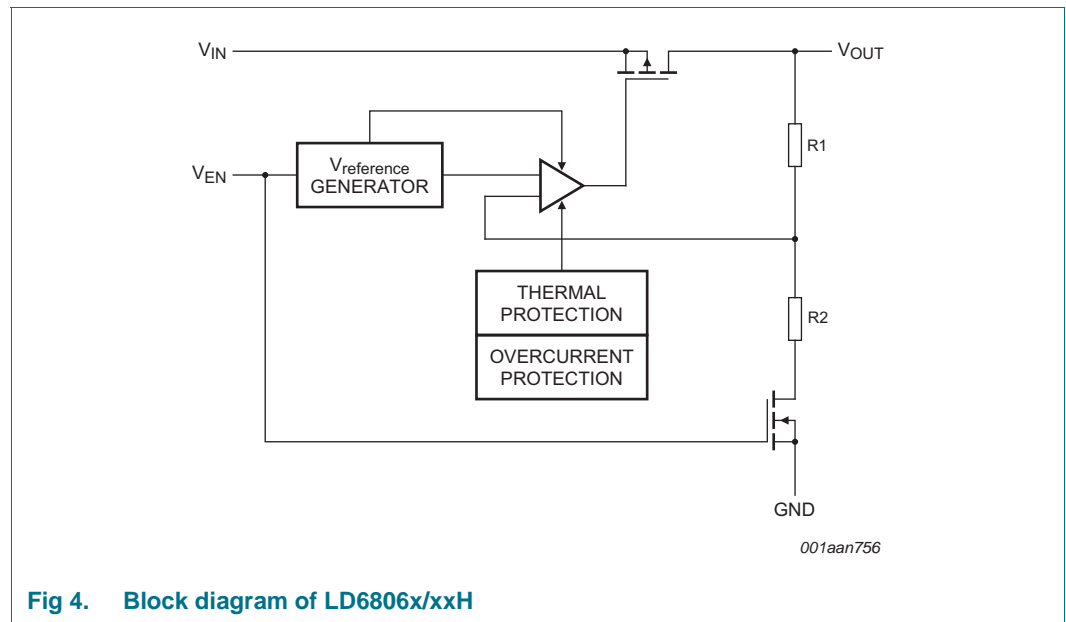 VIN
VOUT
R1
VEN
Vreference
GENERATOR
THERMAL
PROTECTION
R2
OVERCURRENT
PROTECTION
GND
001aan756
Fig 4. Block diagram of LD6806x/xxH